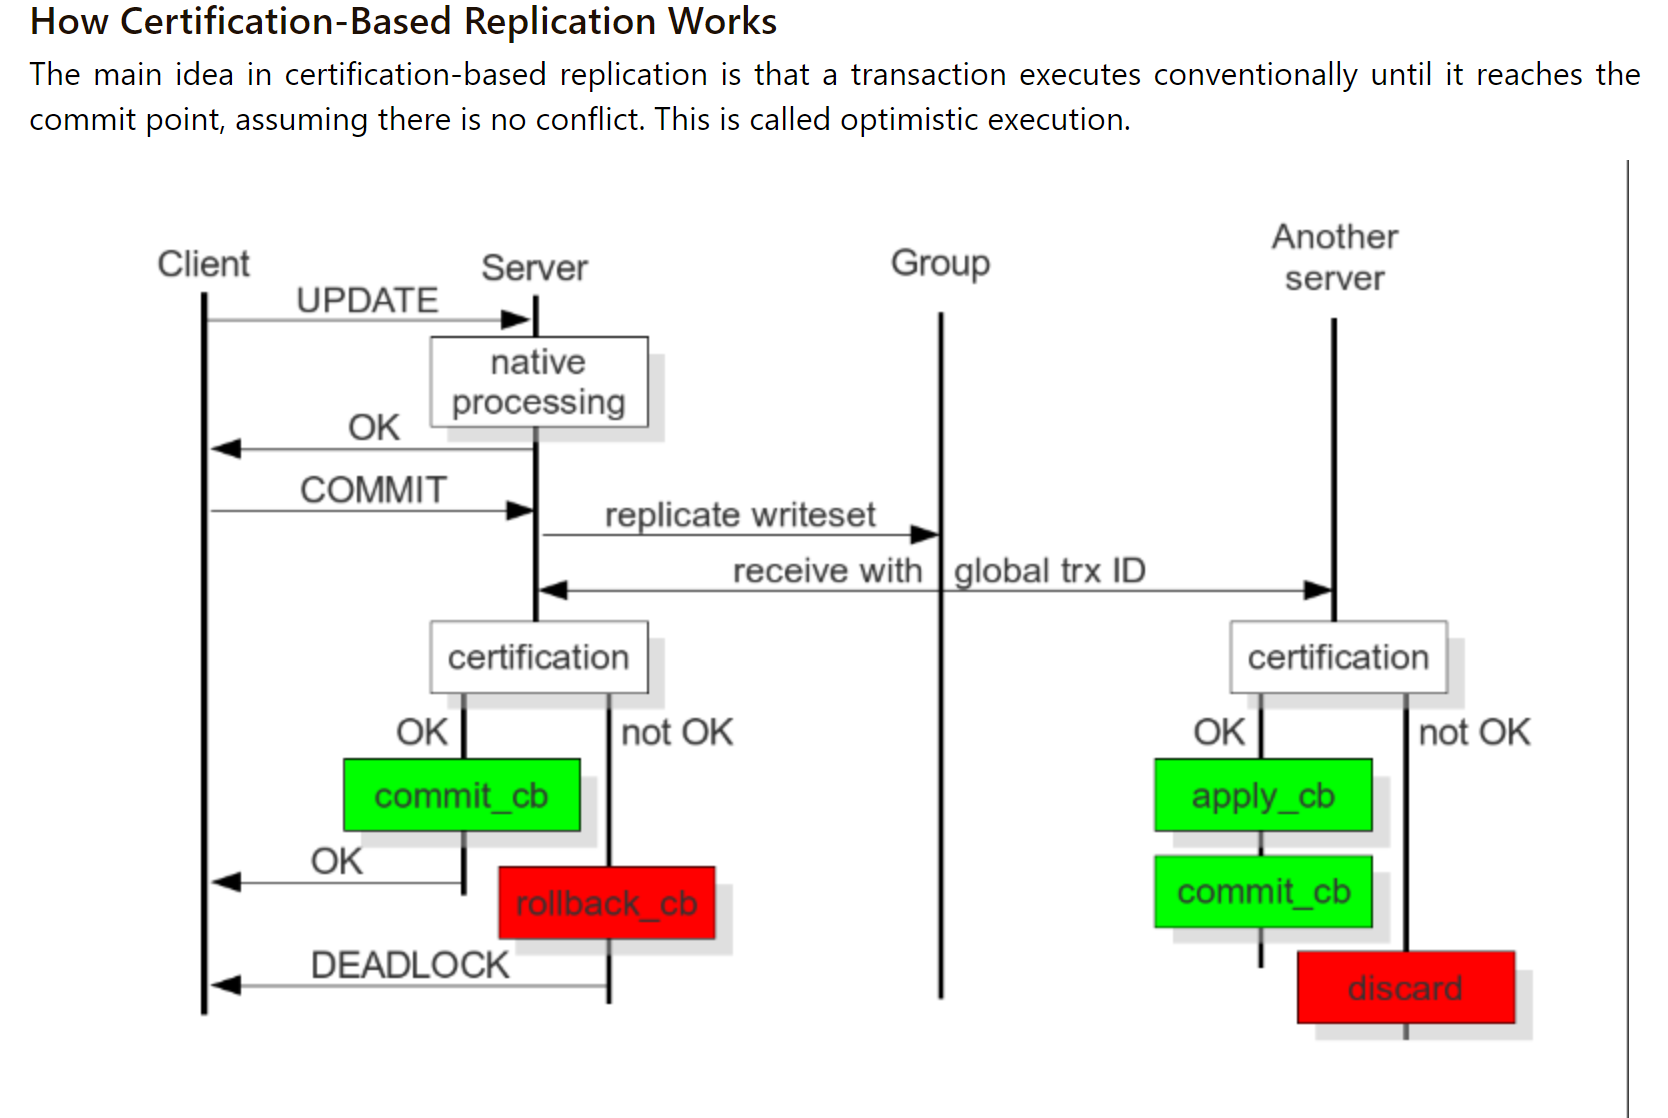 How Certification-Based Replication Works
The main idea in certification-based replication is that a transaction executes conventionally until it reaches the
commit point, assuming there is no conflict. This is called optimistic execution.
Client
Server
Group
Another
server
UPDATE
native
processing
OK
COMMIT
replicate writeset
receive with global trx ID
certification
certification
OK
not OK
OK
not OK
commit_cb
apply_cb
OK
rollback_cb
commit_cb
DEADLOCK
discard